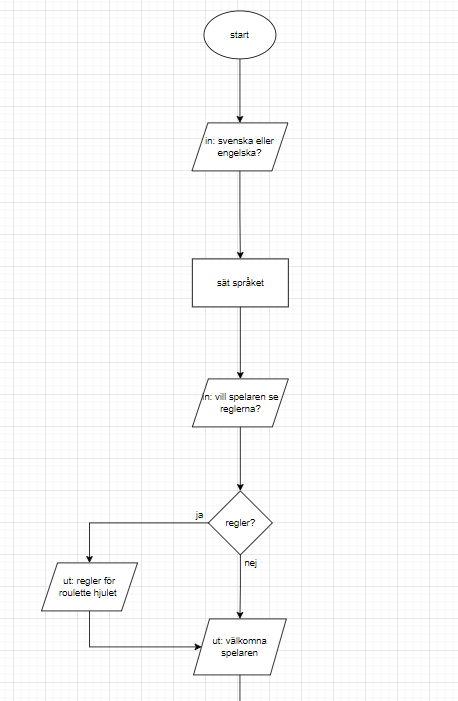 start
in: svenska eller
engelska?
sät språket
in: vill spelaren se
reglerna?
regler?
ja
nej
ut: regler för
roulette hjulet
ut: välkomna
spelaren